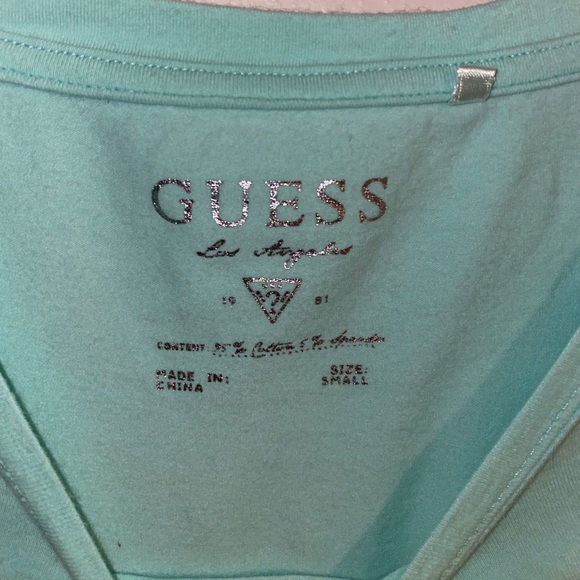 GUESS
Los Angeles
19 ? 81
CONTENT: 95% Cotton 5% Spandex
MADE IN: SIZE:
CHINA SMALL